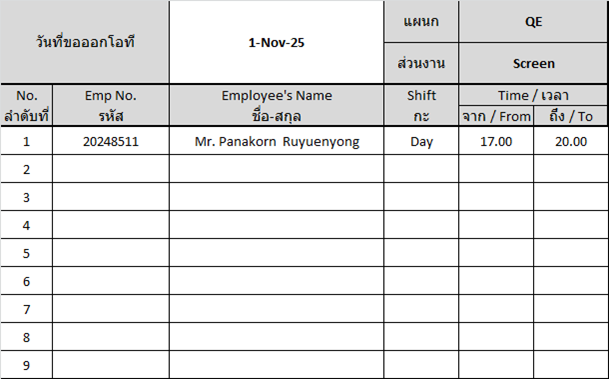 วันที่ขอออกโอที 1-Nov-25 แผนก QE
ส่วนงาน Screen
No. Emp No. Employee's Name Shift Time / เวลา
ลำดับที่ รหัส ชื่อ-สกุล กะ จาก / From ถึง / To
1 20248511 Mr. Panakorn Ruyuenyong Day 17.00 20.00
2
3
4
5
6
7
8
9